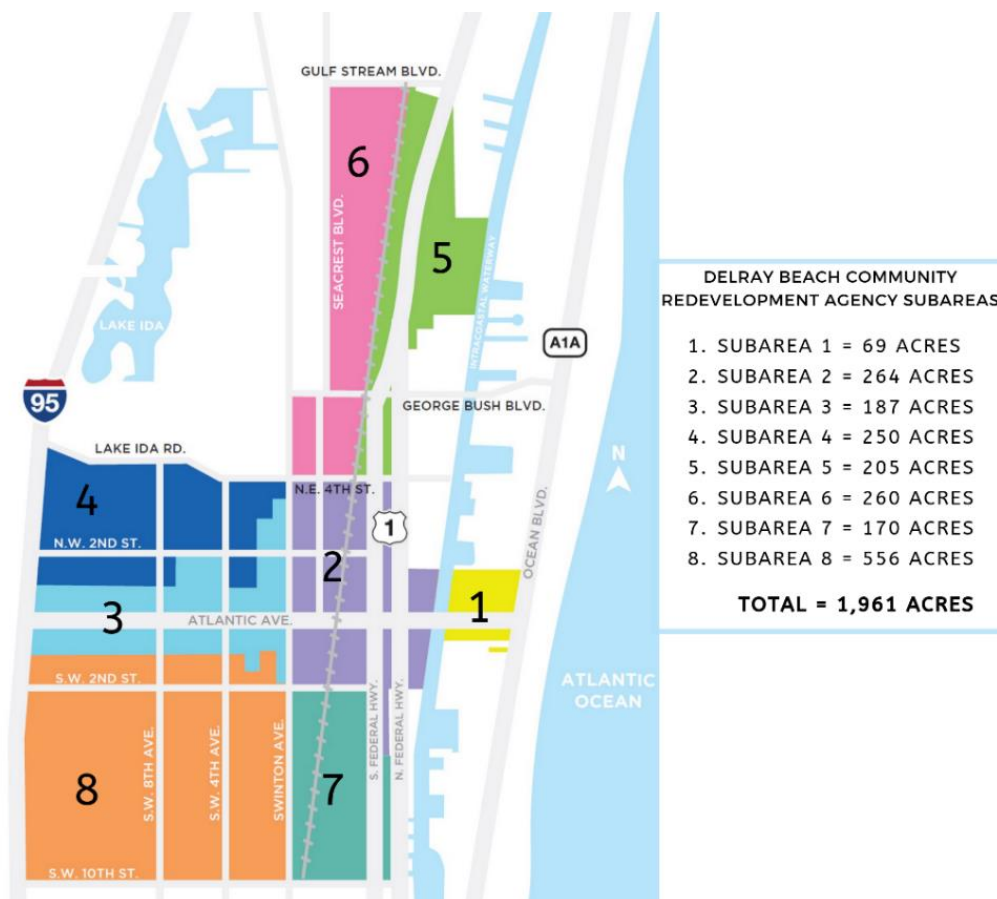 GULF STREAM BLVD.
6
SEACREST BLVD.
5
INTRACOASTAL WATERWAY
LAKE IDA
A1A
95
GEORGE BUSH BLVD.
LAKE IDA RD.
N
4
N.E. 4TH ST.
1
OCEAN BLVD.
N.W. 2ND ST.
2
3
ATLANTIC AVE.
1
S.W. 2ND ST.
ATLANTIC
OCEAN
S.W. 8TH AVE.
S.W. 4TH AVE.
SWINTON AVE.
S. FEDERAL HWY.
N. FEDERAL HWY.
8
7
S.W. 10TH ST.
DELRAY BEACH COMMUNITY
REDEVELOPMENT AGENCY SUBAREAS
1. SUBAREA 1 = 69 ACRES
2. SUBAREA 2 = 264 ACRES
3. SUBAREA 3 = 187 ACRES
4. SUBAREA 4 = 250 ACRES
5. SUBAREA 5 = 205 ACRES
6. SUBAREA 6 = 260 ACRES
7. SUBAREA 7 = 170 ACRES
8. SUBAREA 8 = 556 ACRES
TOTAL = 1,961 ACRES